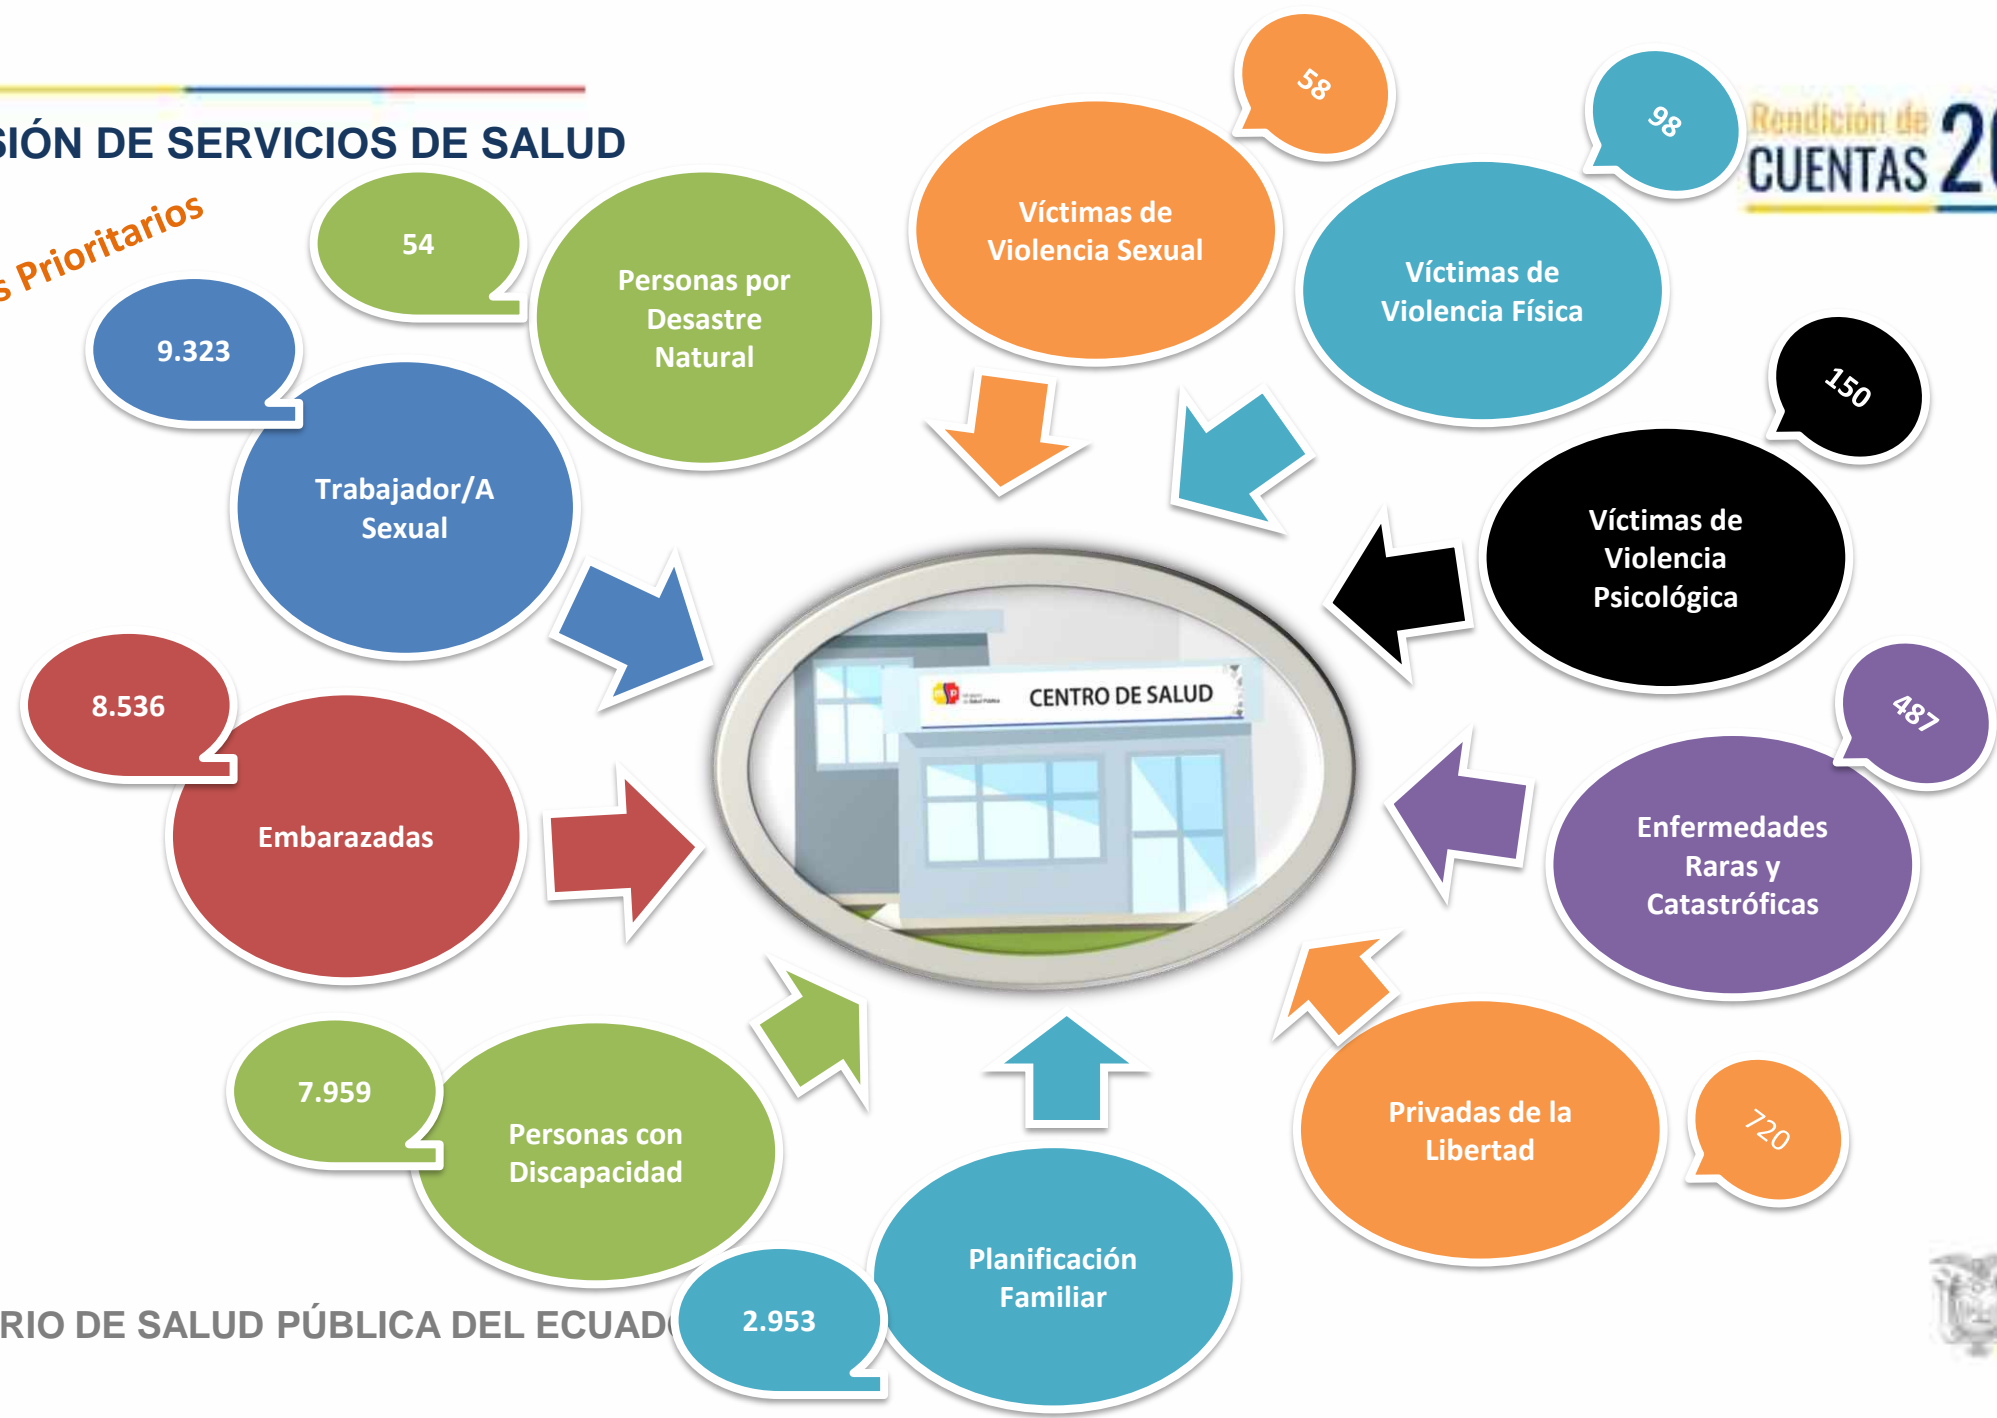 SIÓN DE SERVICIOS DE SALUD
s Prioritarios
Rendición de
CUENTAS 20
58
98
54
9.323
Víctimas de
Violencia Sexual
Víctimas de
Violencia Física
Personas por
Desastre
Natural
150
Trabajador/A
Sexual
Víctimas de
Violencia
Psicológica
8.536
487
CENTRO DE SALUD
Embarazadas
Enfermedades
Raras y
Catastróficas
7.959
Personas con
Discapacidad
Privadas de la
Libertad
720
Planificación
Familiar
2.953
RIO DE SALUD PÚBLICA DEL ECUAD